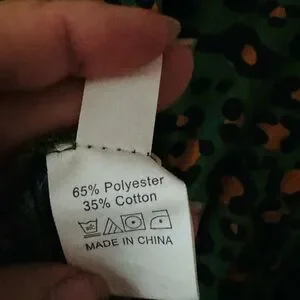 65% Polyester
35% Cotton
MADE IN CHINA